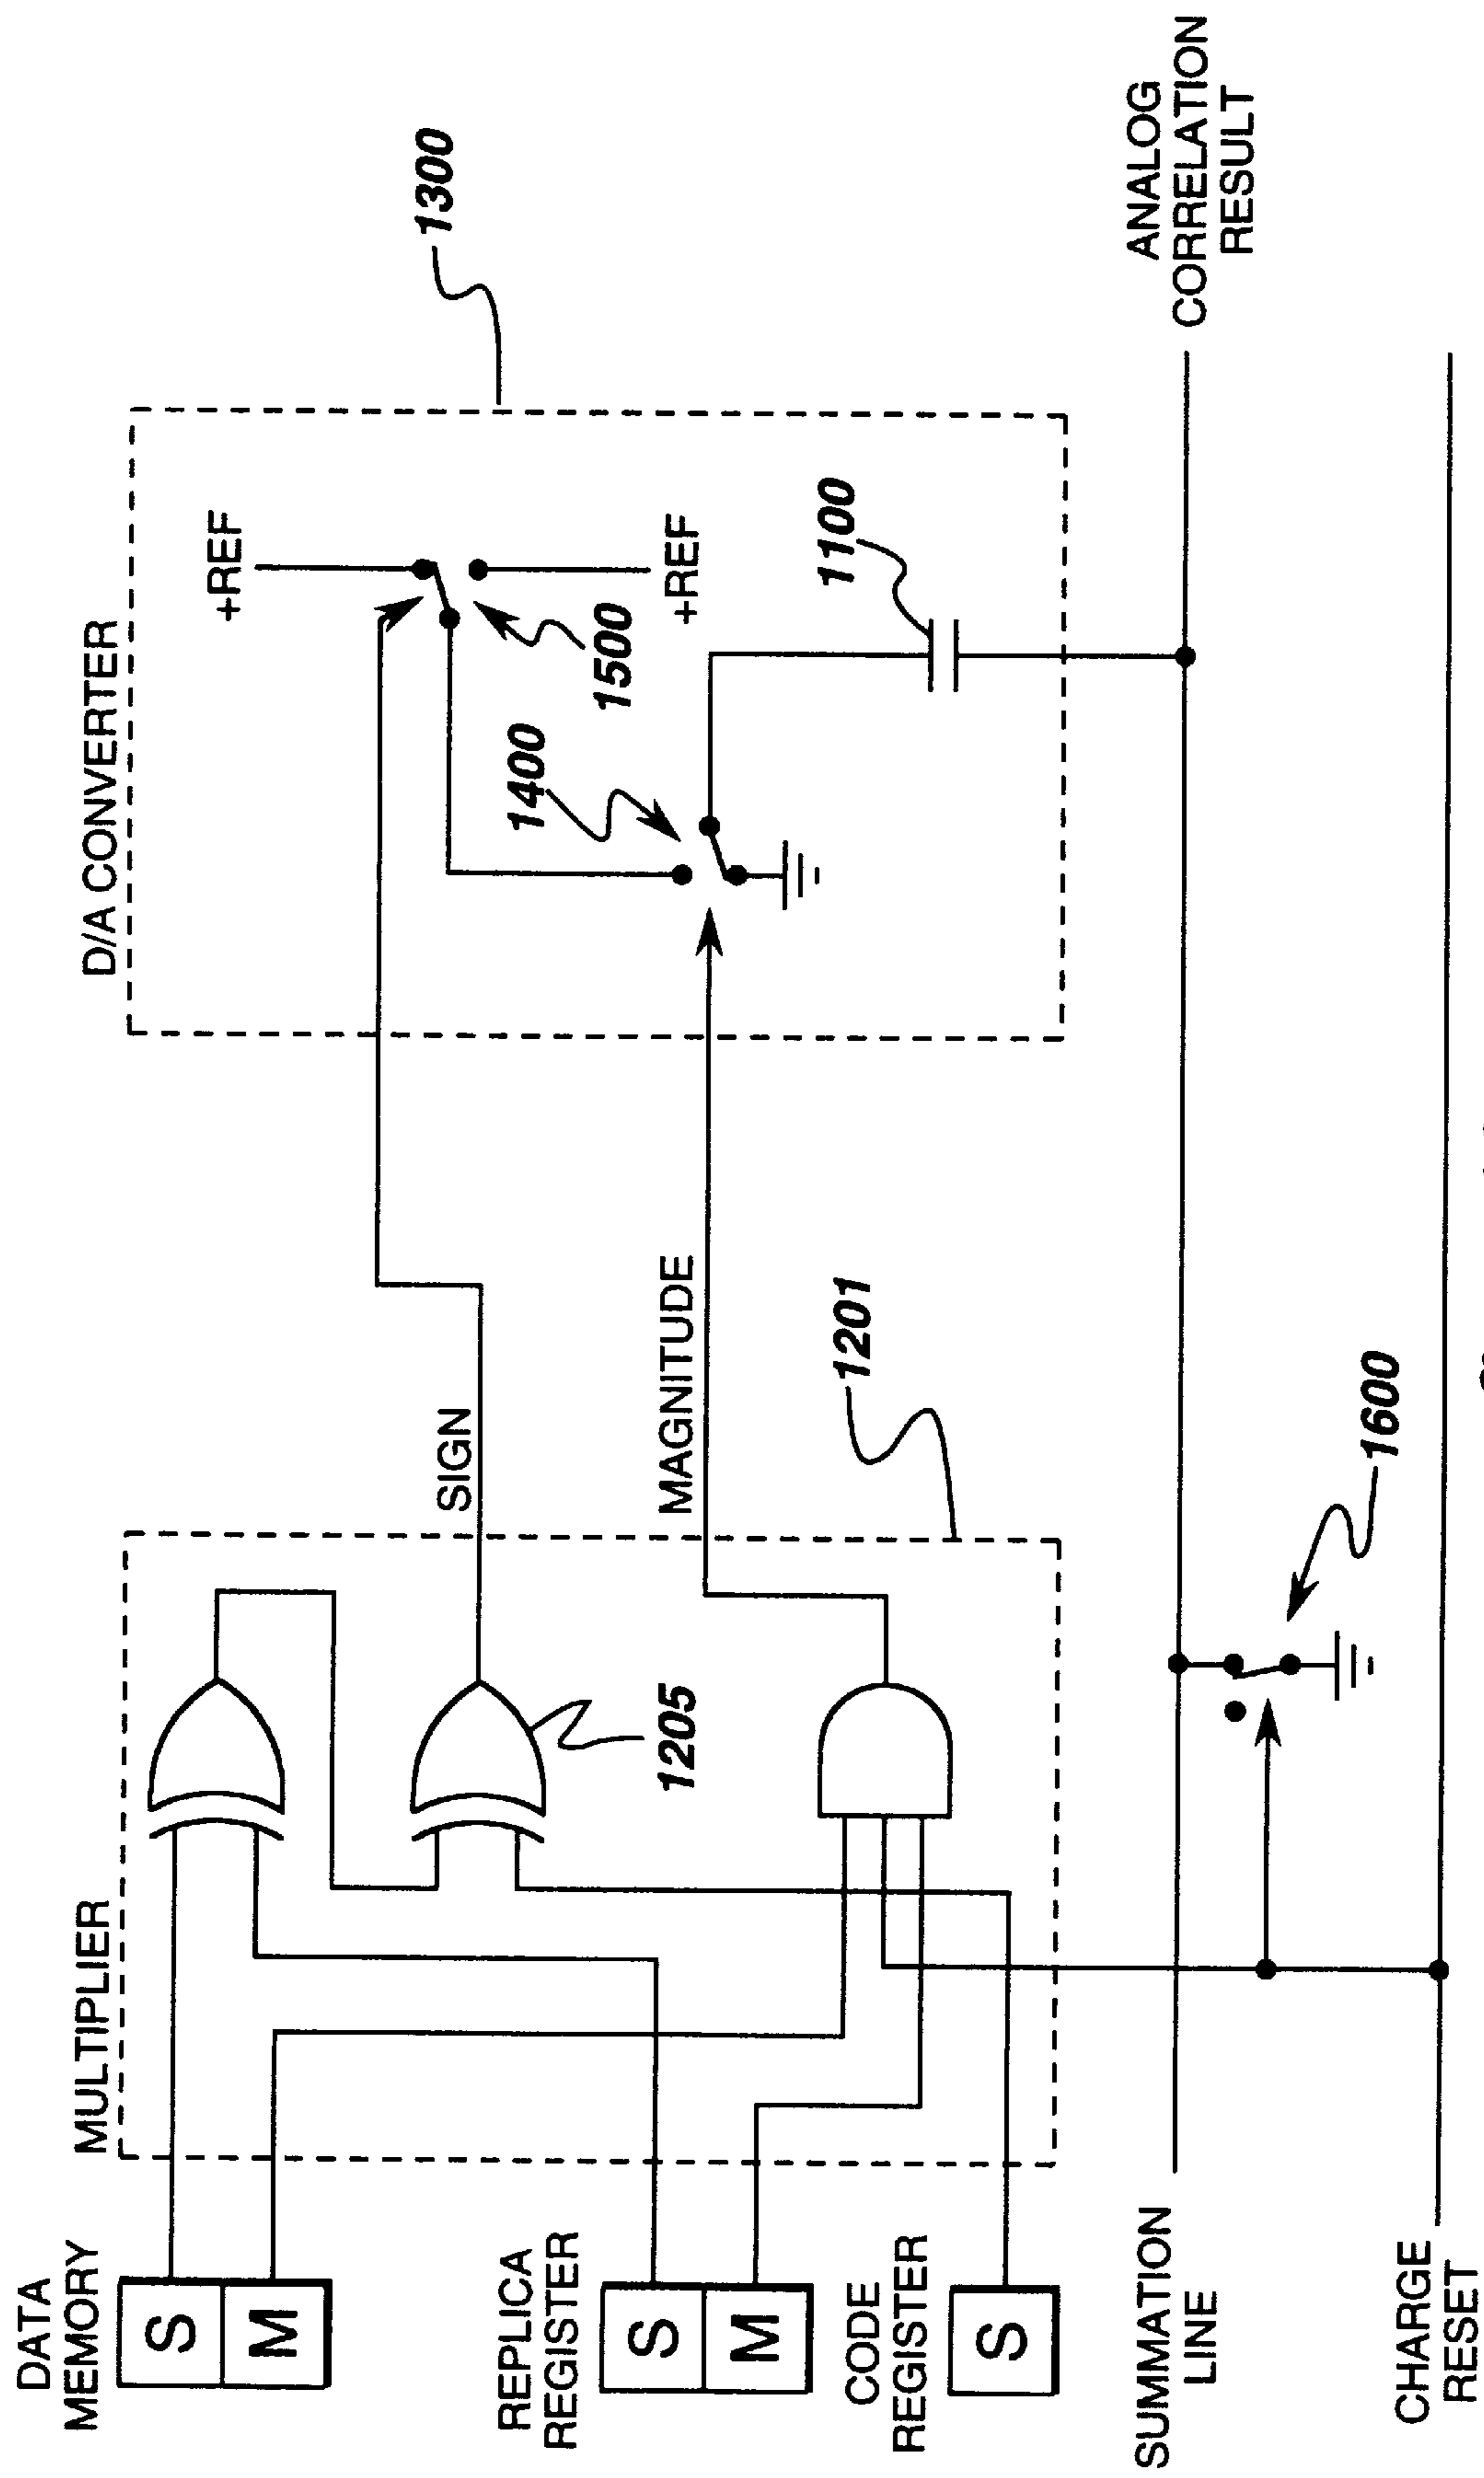 DATA
MEMORY
S
M
REPLICA
REGISTER
S
M
CODE
REGISTER
S
SUMMATION
LINE
CHARGE
RESET
MULTIPLIER
1205
SIGN
MAGNITUDE
1201
1600
D/A CONVERTER
+REF
1500
+REF
1400
1100
1300
ANALOG
CORRELATION
RESULT